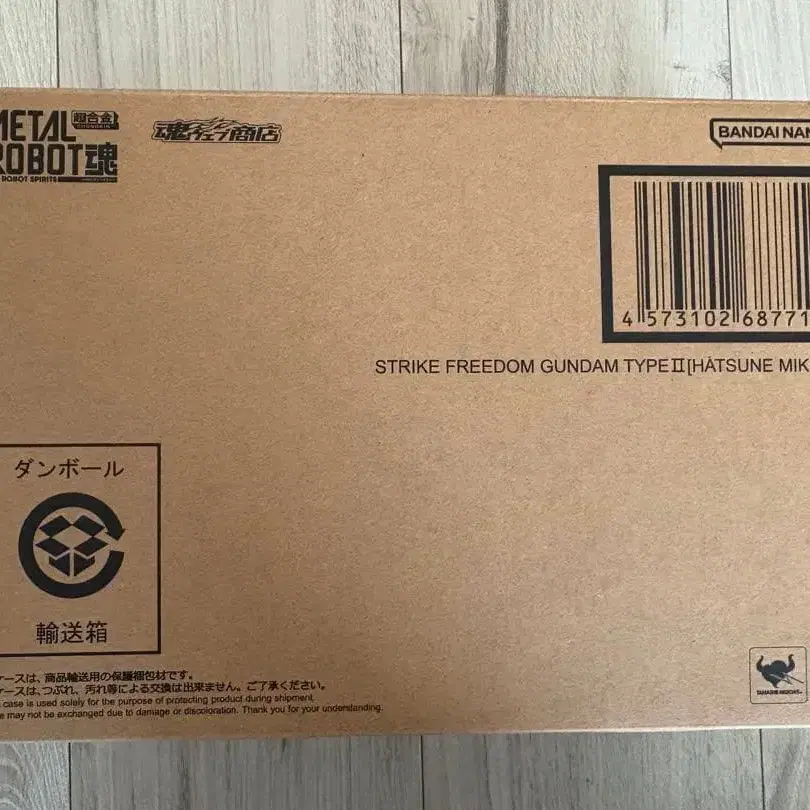 METAL 超合金
CHOGOKIN
ROBOT魂
ROBOT SPIRITS
魂ウェブ商店
BANDAI NAM
4 573102 68771
STRIKE FREEDOM GUNDAM TYPEⅡ[HATSUNE MIK
ダンボール
輸送箱
ケースは、商品輸送用の保護梱包材です。
ケースは、つぶれ、汚れ等による交換は出来ません。ご了承ください。
case is used solely for the purpose of protecting product during shipment,
may not be exchanged due to damage or discoloration. Thank you for your understanding.
TAMASHII NATIONS